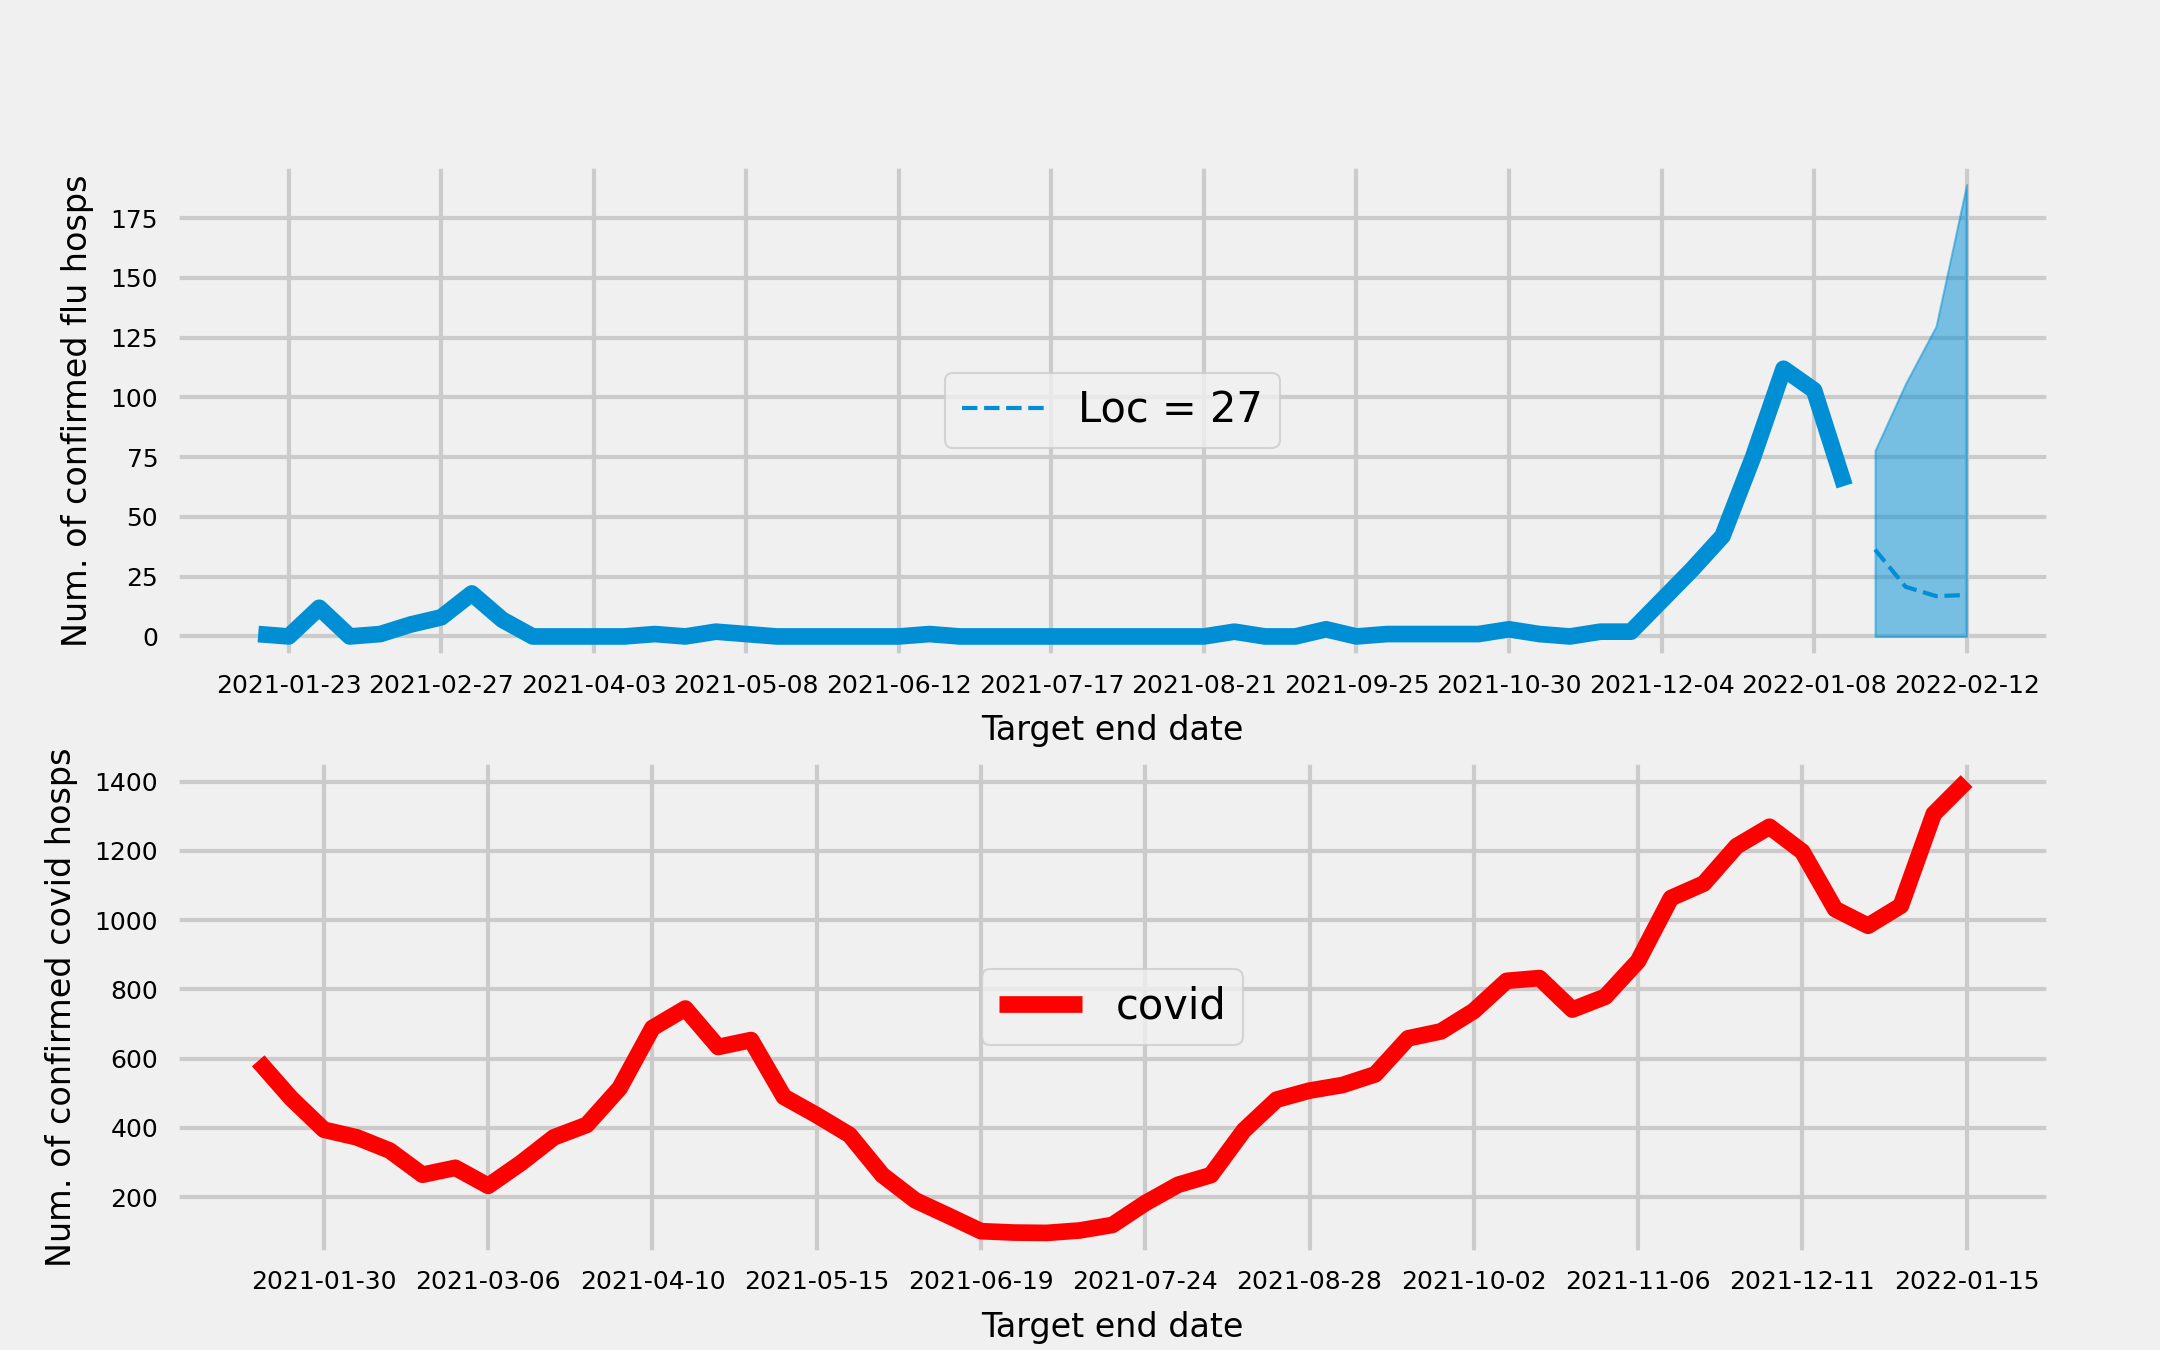 Num. of confirmed flu hosps
175
150
125
100
75
50
25
0
Loc = 27
2021-01-23 2021-02-27 2021-04-03 2021-05-08 2021-06-12 2021-07-17 2021-08-21 2021-09-25 2021-10-30 2021-12-04 2022-01-08 2022-02-12
Target end date
Num. of confirmed covid hosps
1400
1200
1000
800
600
400
200
covid
2021-01-30 2021-03-06 2021-04-10 2021-05-15 2021-06-19 2021-07-24 2021-08-28 2021-10-02 2021-11-06 2021-12-11 2022-01-15
Target end date